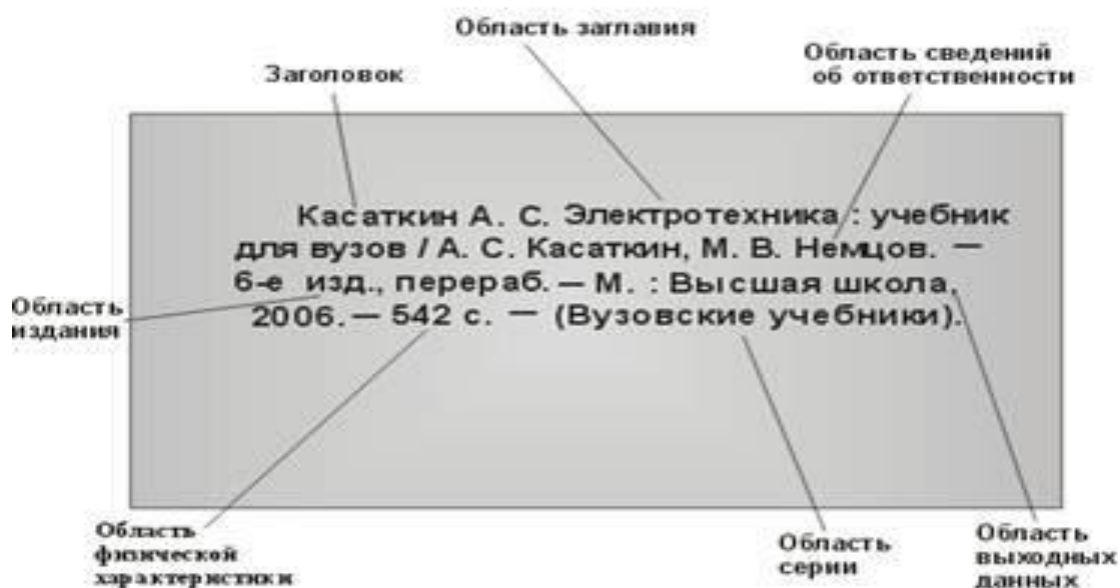 Область заглавия
Заголовок
Область сведений
об ответственности
Касаткин А. С. Электротехника : учебник
для вузов / А. С. Касаткин, М. В. Немцов. —
6-е изд., перераб. — М. : Высшая школа,
2006. — 542 с. — (Вузовские учебники).
Область
издания
Область
физической
характеристики
Область
серии
Область
выходных
данных